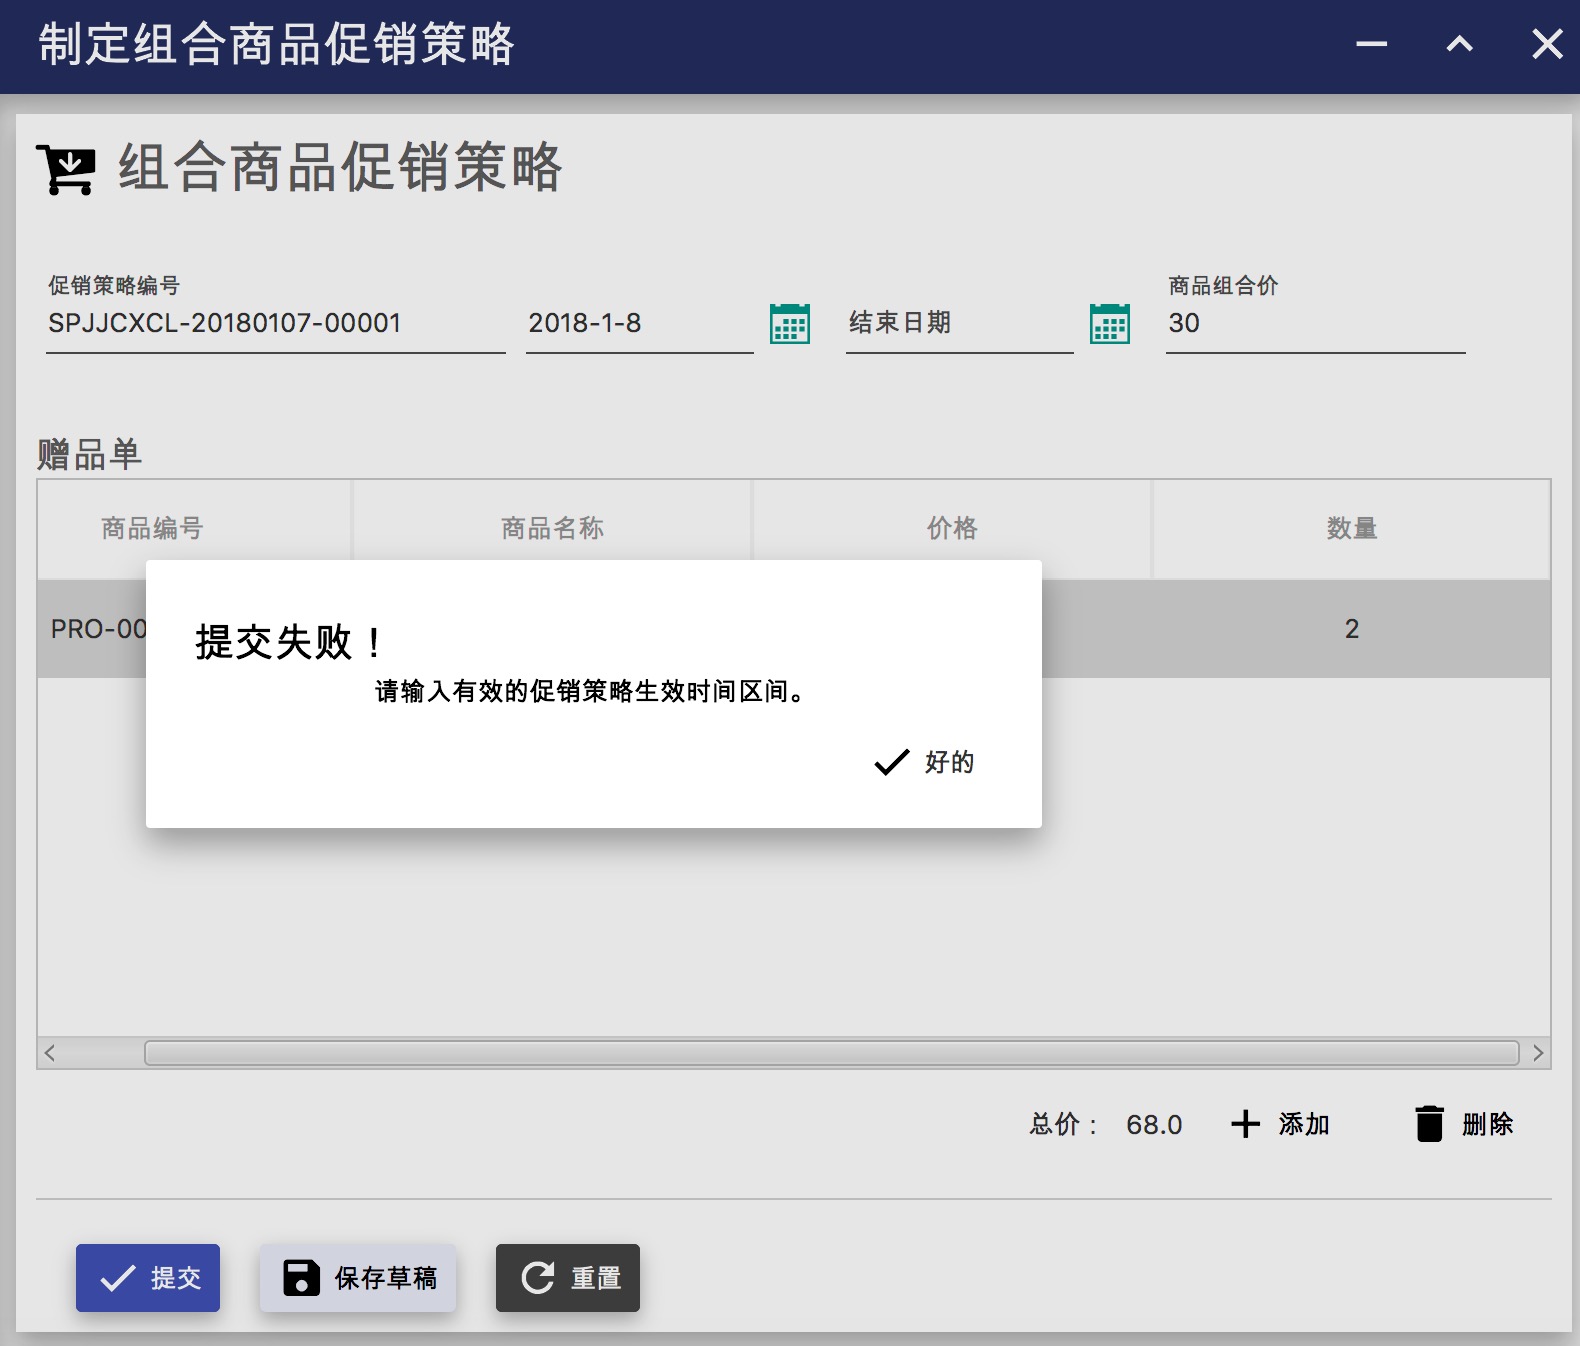 制定组合商品促销策略
组合商品促销策略
促销策略编号
商品组合价
SPJJCXCL-20180107-00001 2018-1-8 结束日期 30
赠品单
商品编号 商品名称 价格 数量
PRO-00 2
提交失败！
请输入有效的促销策略生效时间区间。
好的
总价： 68.0 添加 删除
提交 保存草稿 重置